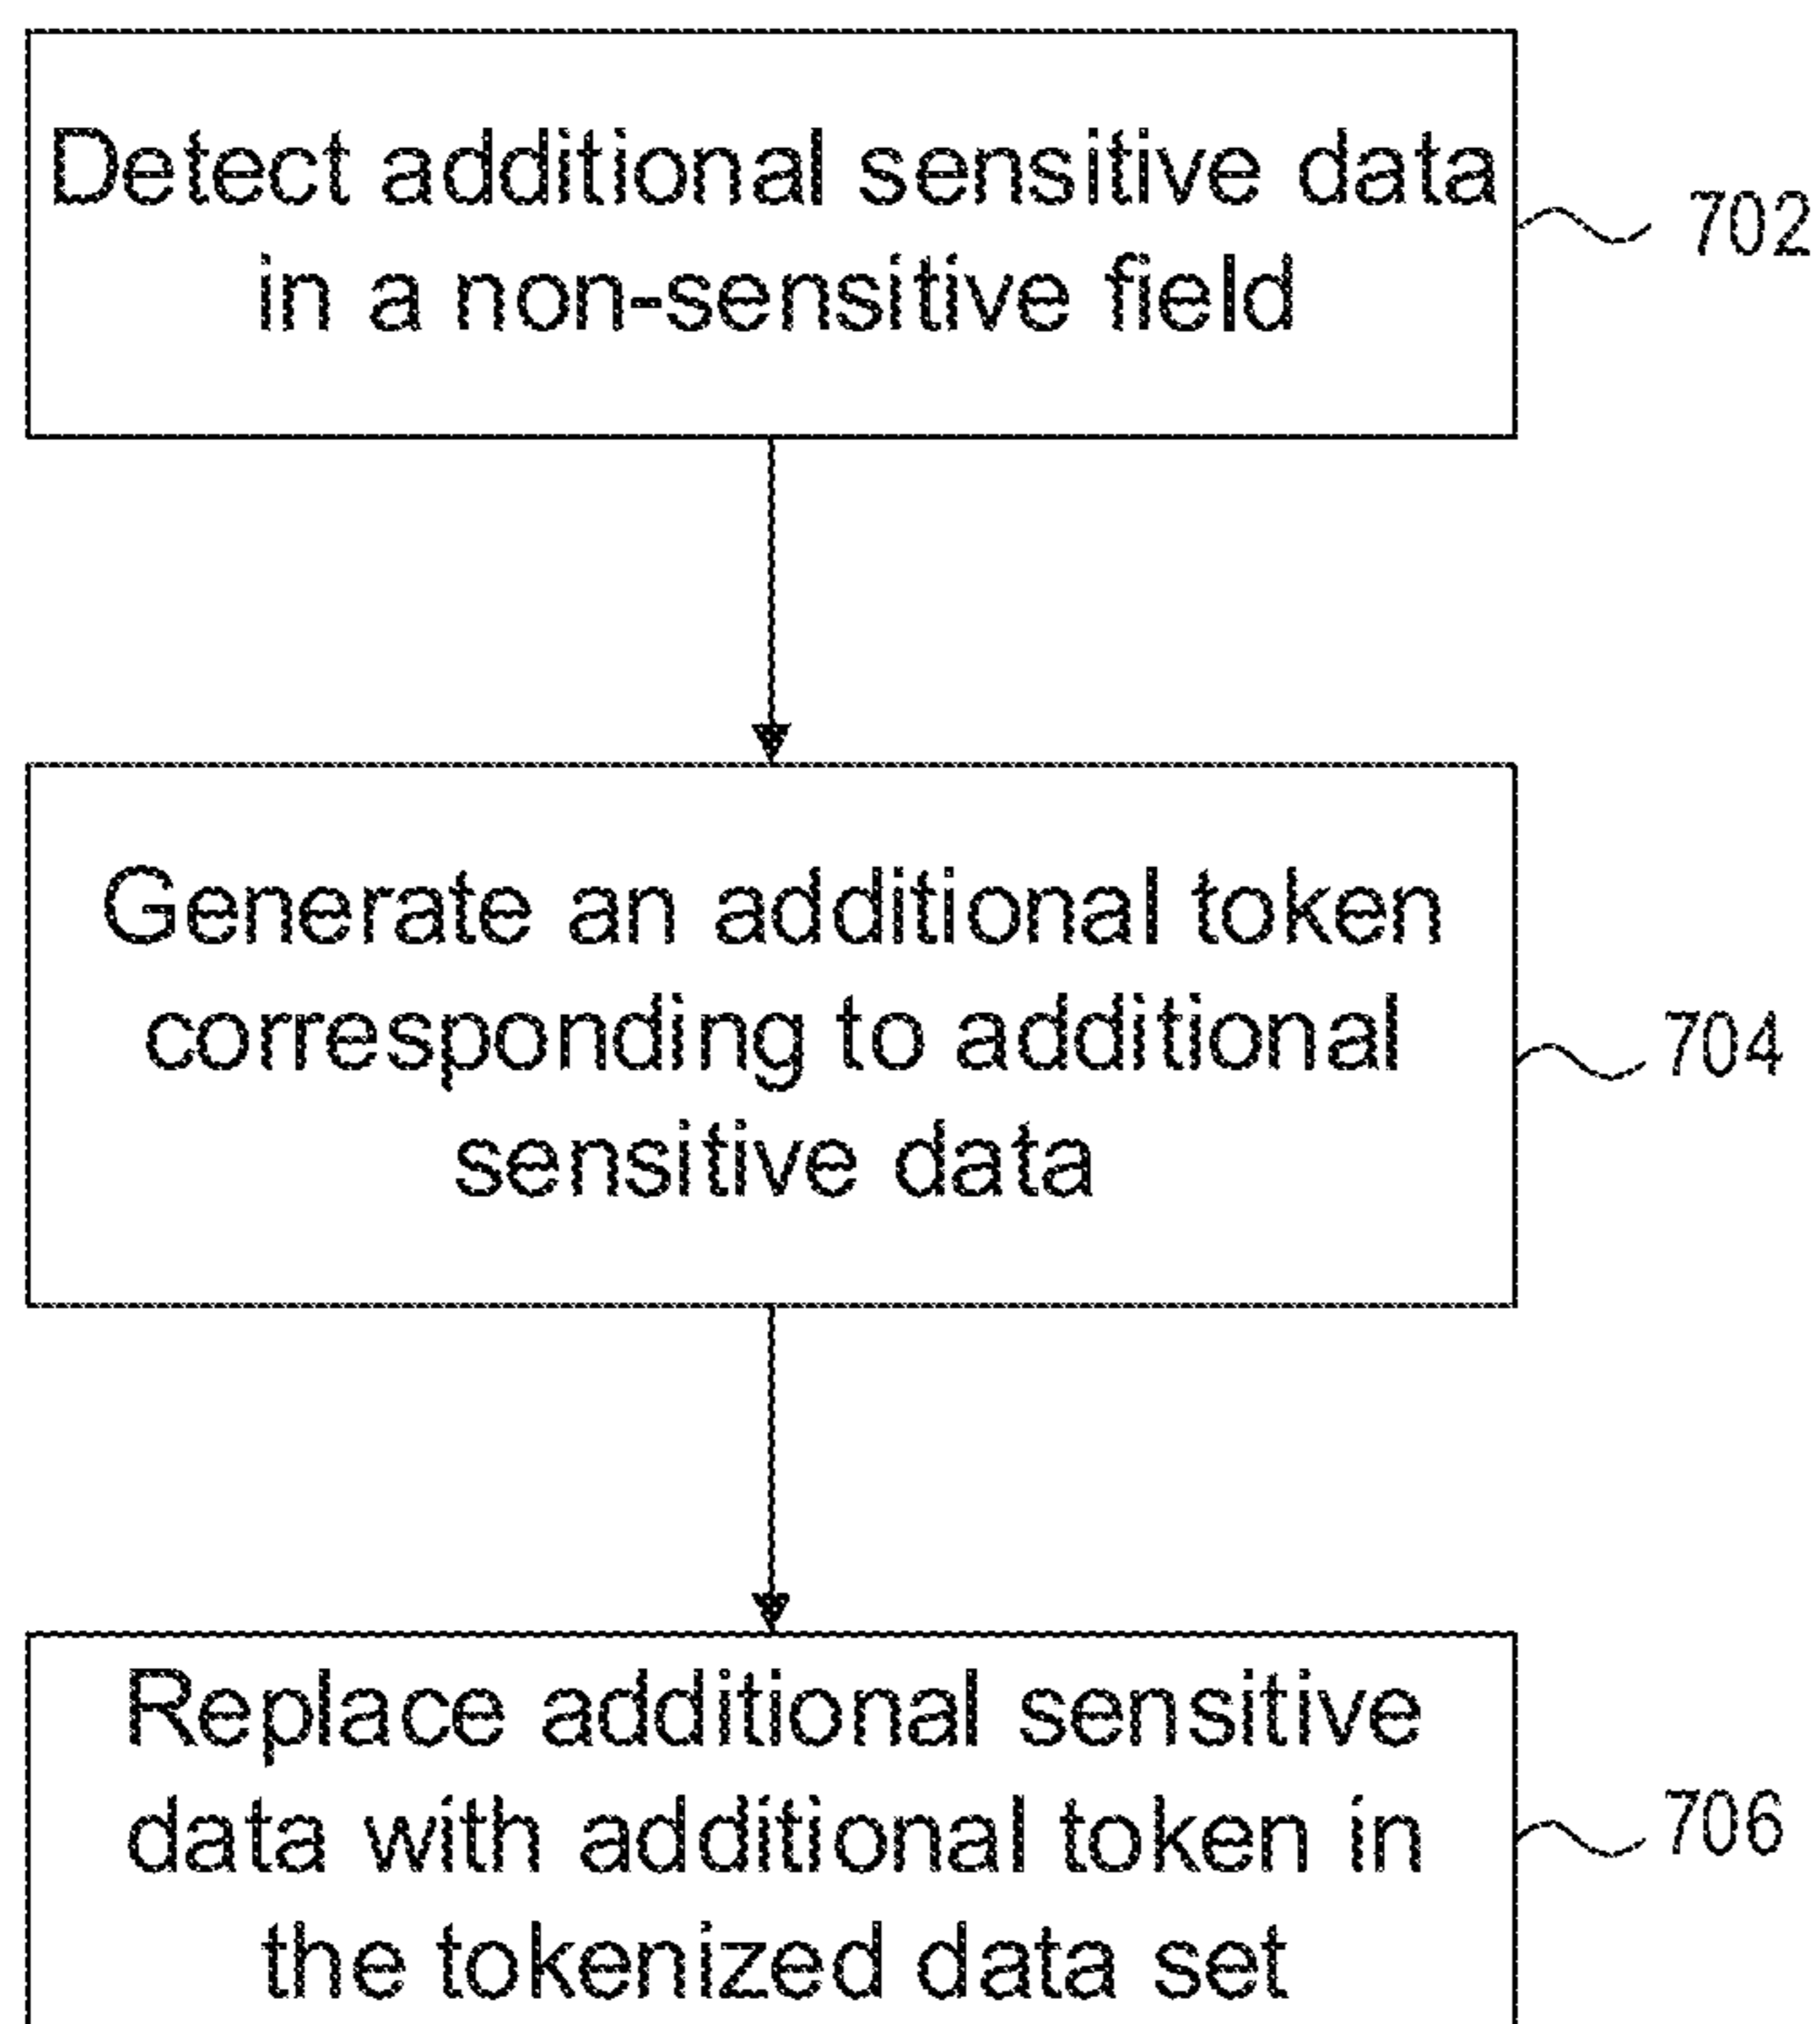 Detect additional sensitive data
in a non-sensitive field
702
Generate an additional token
corresponding to additional
sensitive data
704
Replace additional sensitive
data with additional token in
the tokenized data set
706